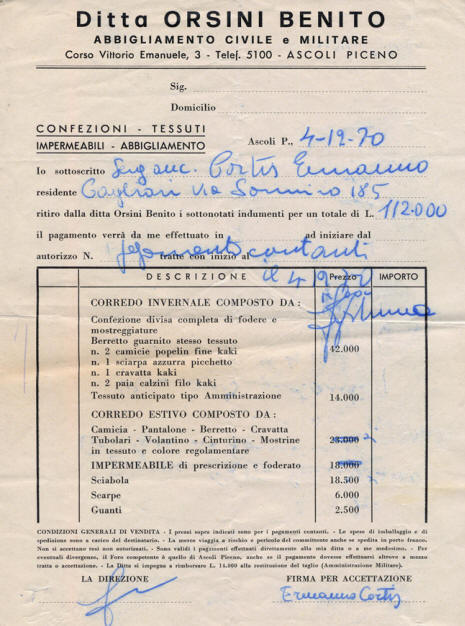 Ditta ORSINI BENITO
ABBIGLIAMENTO CIVILE e MILITARE
Corso Vittorio Emanuele, 3 - Telef. 5100 - ASCOLI PICENO
Sig.
Domicilio
CONFEZIONI - TESSUTI
IMPERMEABILI - ABBIGLIAMENTO
Ascoli P., 4-12-70
Io sottoscritto Cortis Ermanno
residente Cagliari Via Sonnino 185
ritiro dalla ditta Orsini Benito i sottonotati indumenti per un totale di L. 112.000
il pagamento verrà da me effettuato in ad iniziare dal
autorizzo N. tratte con inizio al
pagamento contanti
DESCRIZIONE Prezzo IMPORTO
CORREDO INVERNALE COMPOSTO DA :
Confezione divisa completa di fodere e
mostreggiature
Berretto guarnito stesso tessuto
n. 2 camicie popelin fine kaki
n. 1 sciarpa azzurra picchetto
n. 1 cravatta kaki
n. 2 paia calzini filo kaki
42.000
Tessuto anticipato tipo Amministrazione 14.000
CORREDO ESTIVO COMPOSTO DA :
Camicia - Pantalone - Berretto - Cravatta
Tubolari - Volantino - Cinturino - Mostrine
in tessuto e colore regolamentare
IMPERMEABILE di prescrizione e foderato 18.000
Sciabola 18.500
Scarpe 6.000
Guanti 2.500
CONDIZIONI GENERALI DI VENDITA - I prezzi sopra indicati sono per i pagamenti contanti. - Le spese di imballaggio e di
spedizione sono a carico del destinatario. - La merce viaggia a rischio e pericolo del committente anche se spedita in porto franco.
Non si accettano resi non autorizzati. - Sono validi i pagamenti effettuati direttamente alla mia ditta o a me medesimo. - Per
eventuali divergenze, il Foro competente è quello di Ascoli Piceno, anche se il pagamento dovesse effettuarsi altrove a mezzo
tratta o accettazione. - La Ditta si impegna a rimborsare L. 14.000 alla restituzione del taglio (Amministrazione Militare).
LA DIREZIONE FIRMA PER ACCETTAZIONE
Ermanno Cortis